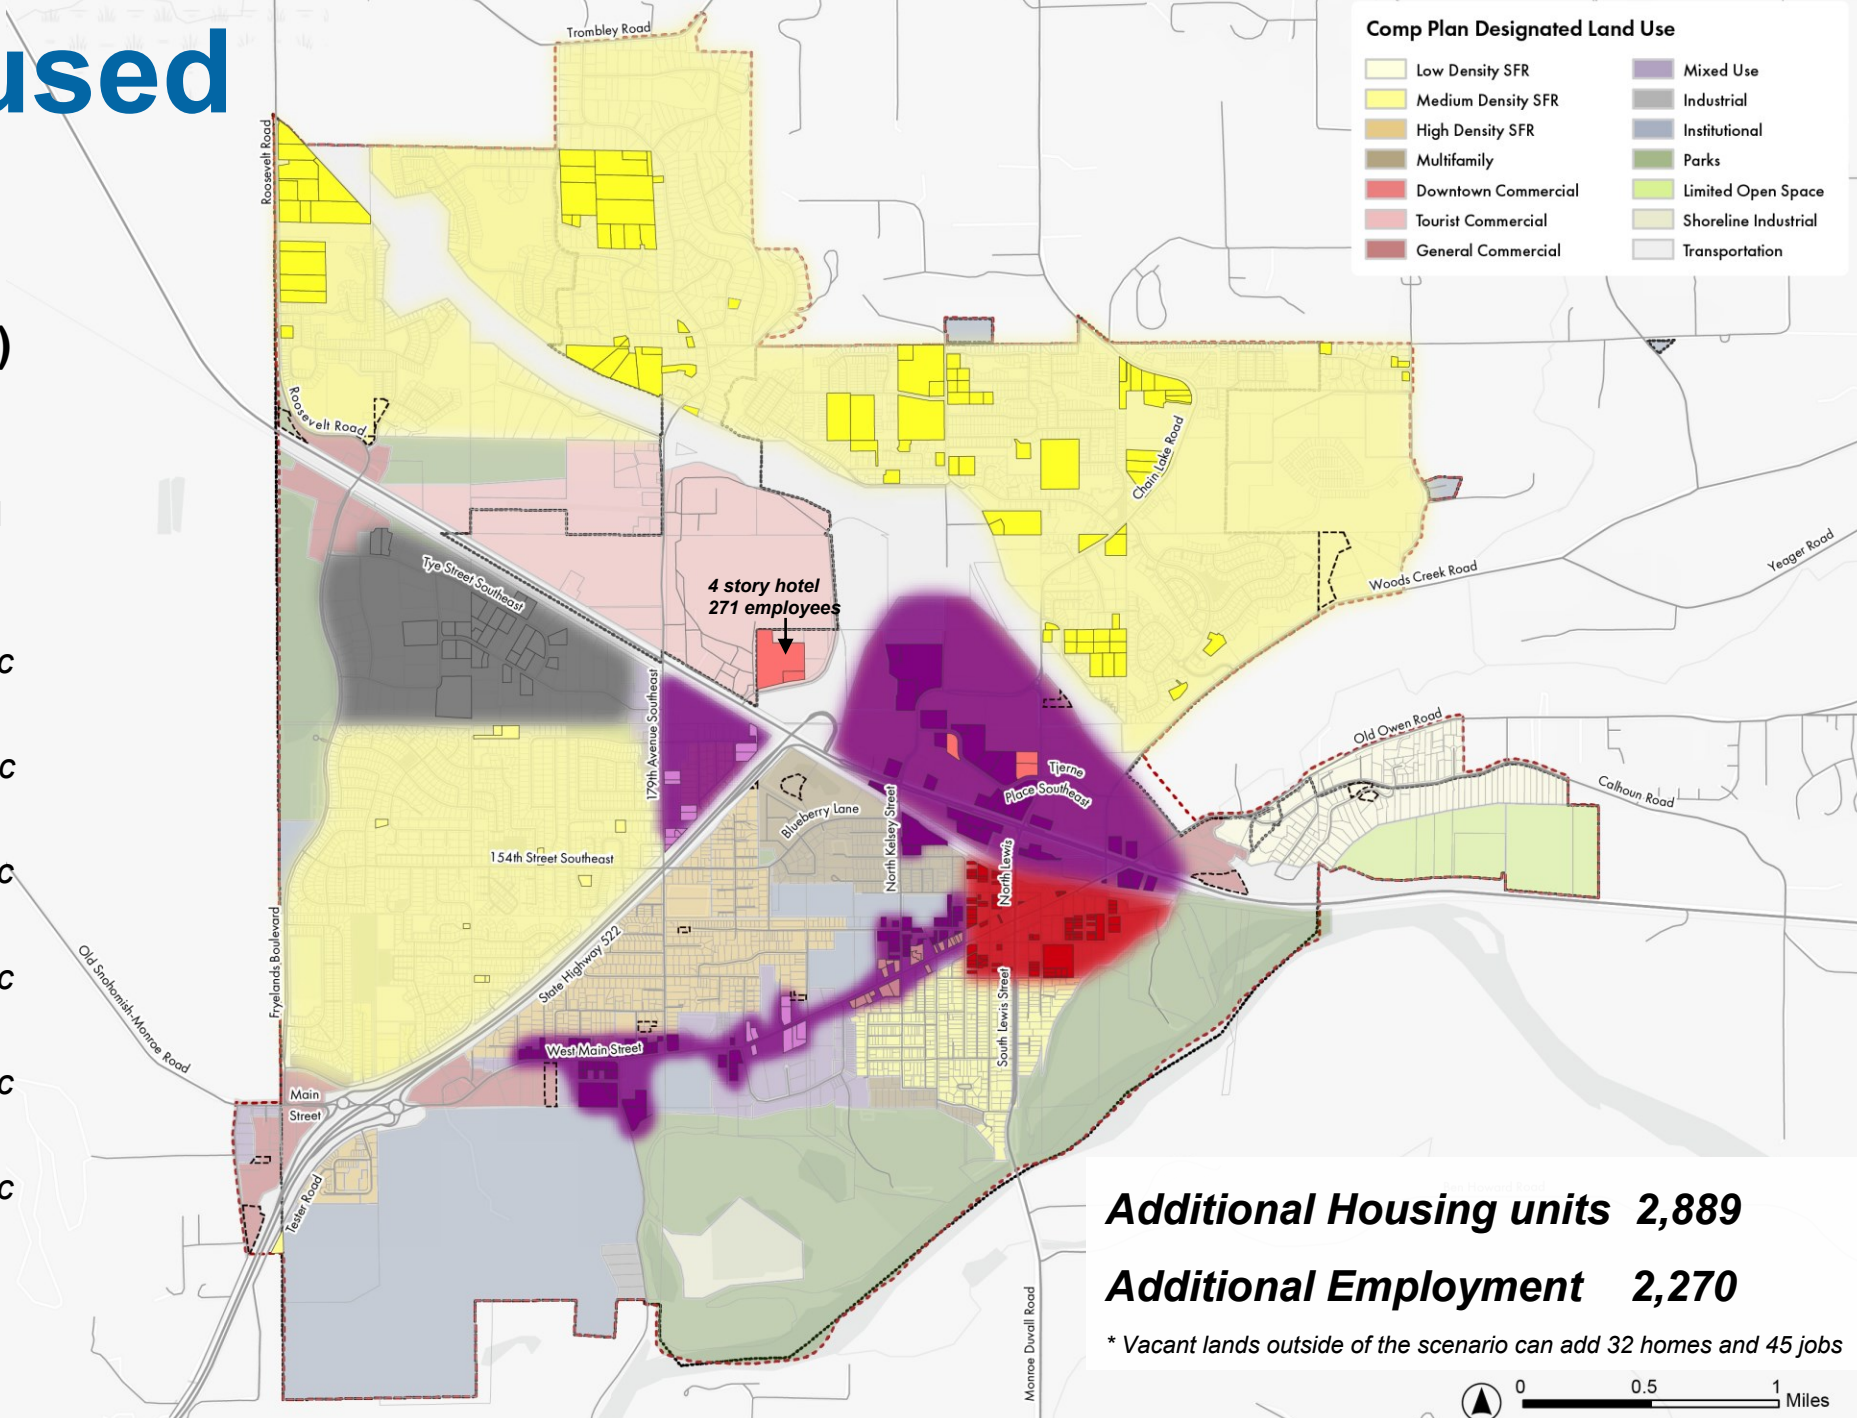 used
)
c
c
c
c
c
c
Comp Plan Designated Land Use
Low Density SFR
Medium Density SFR
High Density SFR
Multifamily
Downtown Commercial
Tourist Commercial
General Commercial
Mixed Use
Industrial
Institutional
Parks
Limited Open Space
Shoreline Industrial
Transportation
Trombley Road
Roosevelt Road
Roosevelt Road
Chain Lake Road
Tye Street Southeast
4 story hotel
271 employees
Woods Creek Road
Yeager Road
179th Avenue Southeast
Old Owen Road
Calhoun Road
Tjerne
Place Southeast
Blueberry Lane
North Kelsey Street
North Lewis
154th Street Southeast
State Highway 522
Fryelands Boulevard
Old Snohomish-Monroe Road
South Lewis Street
West Main Street
Main
Street
Tester Road
Ben Howard Road
Monroe Duvall Road
Additional Housing units 2,889
Additional Employment 2,270
* Vacant lands outside of the scenario can add 32 homes and 45 jobs
0 0.5 1 Miles